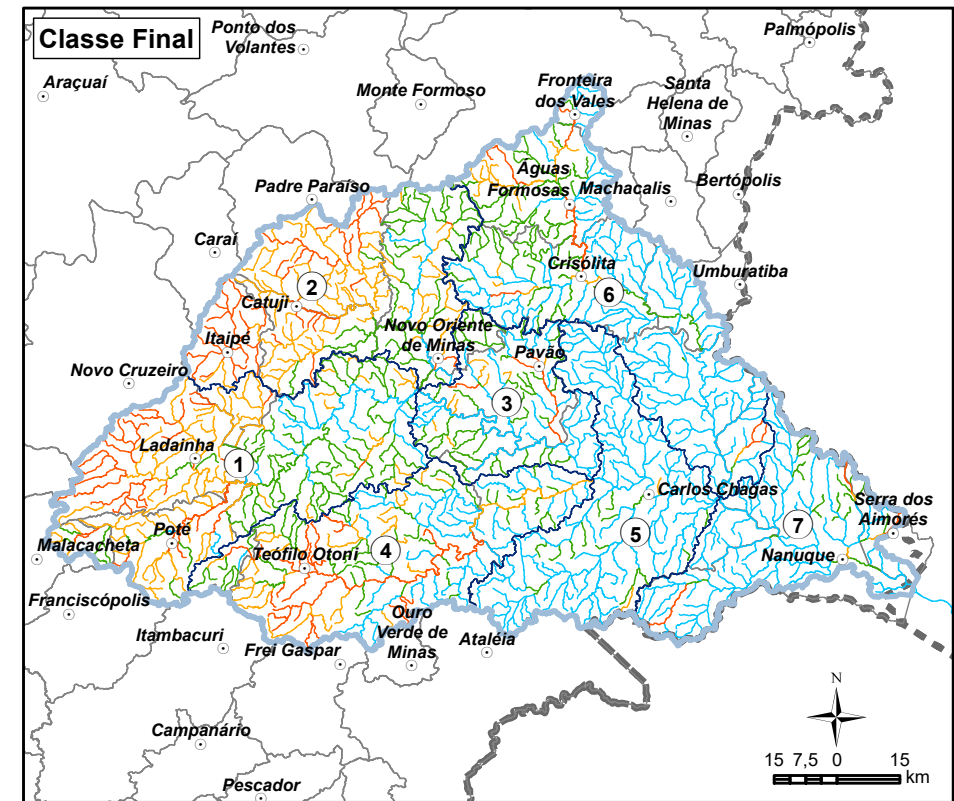 Classe Final
Ponto dos
Volantes
Palmópolis
Araçuaí
Monte Formoso
Fronteira
dos Vales
Santa
Helena de
Minas
Águas
Formosas
Machacalis
Bertópolis
Padre Paraíso
Caraí
Crisólita
Umburatiba
2
6
Catuji
Itaipé
Novo Oriente
de Minas
Pavão
Novo Cruzeiro
3
Ladainha
1
Carlos Chagas
Serra dos
Aimorés
Poté
5
7
Malacacheta
4
Teófilo Otoni
Nanuque
Franciscópolis
Ouro
Verde de
Minas
Itambacuri
Frei Gaspar
Ataléia
N
Campanário
15 7,5 0 15
km
Pescador